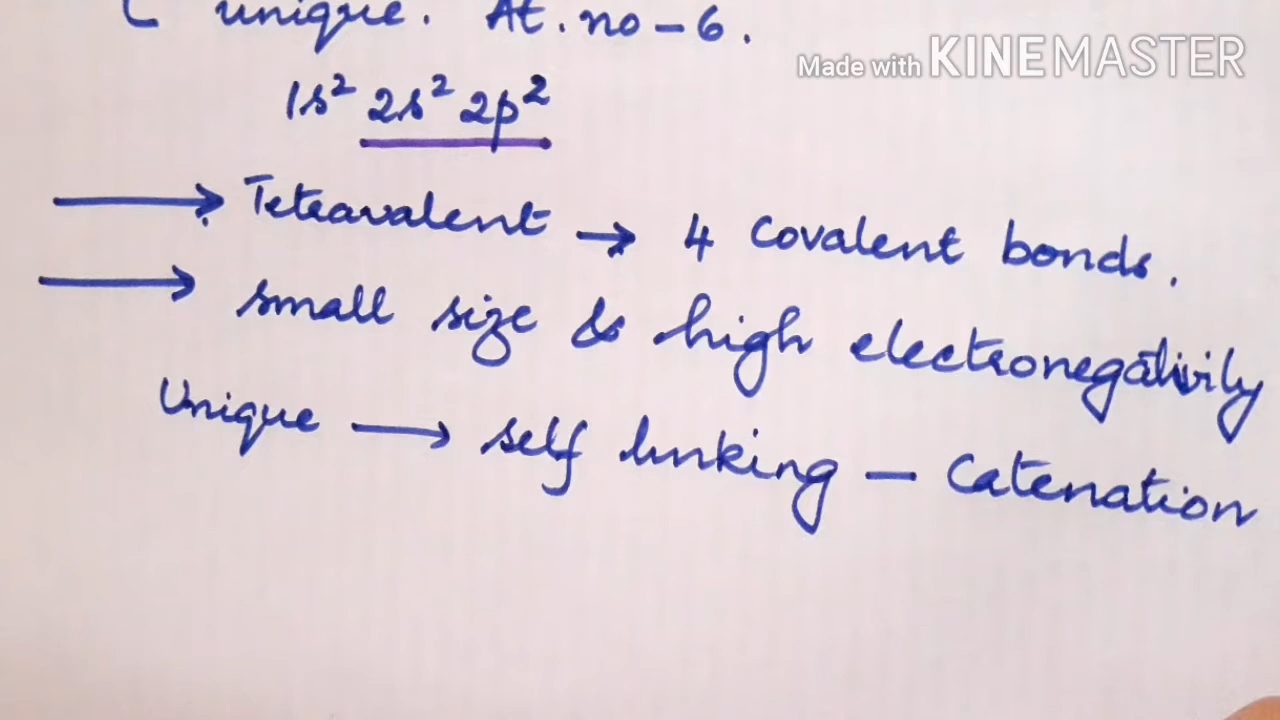 C unique. At. no - 6.
Made with KINEMASTER
1s² 2s² 2p²
→ Tetravalent → 4 covalent bonds.
→ small size & high electronegativity
Unique → self linking - Catenation